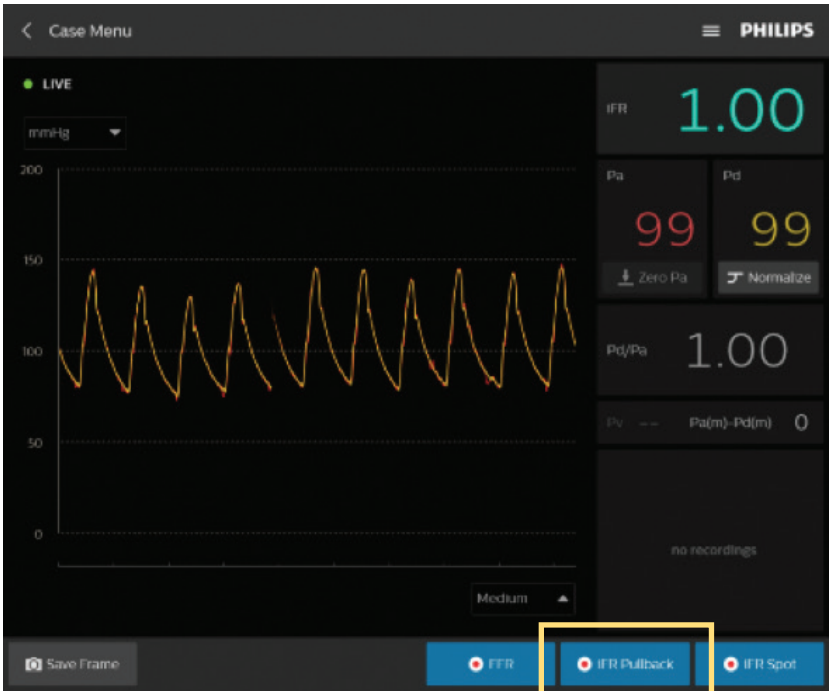 Case Menu
PHILIPS
LIVE
mmHg
200
150
100
50
0
Medium
iFR 1.00
Pa
99
Zero Pa
Pd
99
Normalize
Pd/Pa 1.00
Pv -- Pa(m)-Pd(m) 0
no recordings
Save Frame
FFR
iFR Pullback
iFR Spot